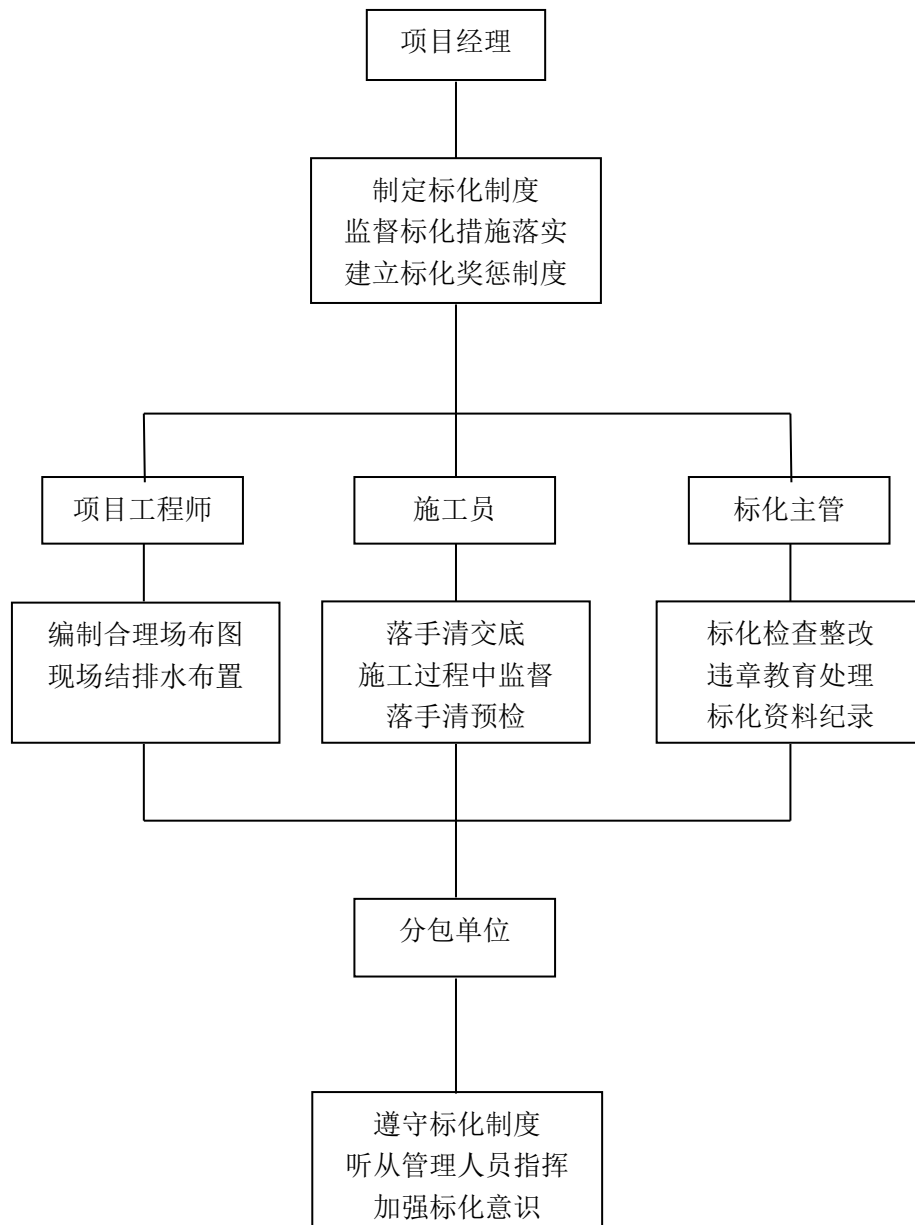 项目经理
制定标化制度
监督标化措施落实
建立标化奖惩制度
项目工程师
施工员
标化主管
编制合理场布图
现场结排水布置
落手清交底
施工过程中监督
落手清预检
标化检查整改
违章教育处理
标化资料纪录
分包单位
遵守标化制度
听从管理人员指挥
加强标化意识